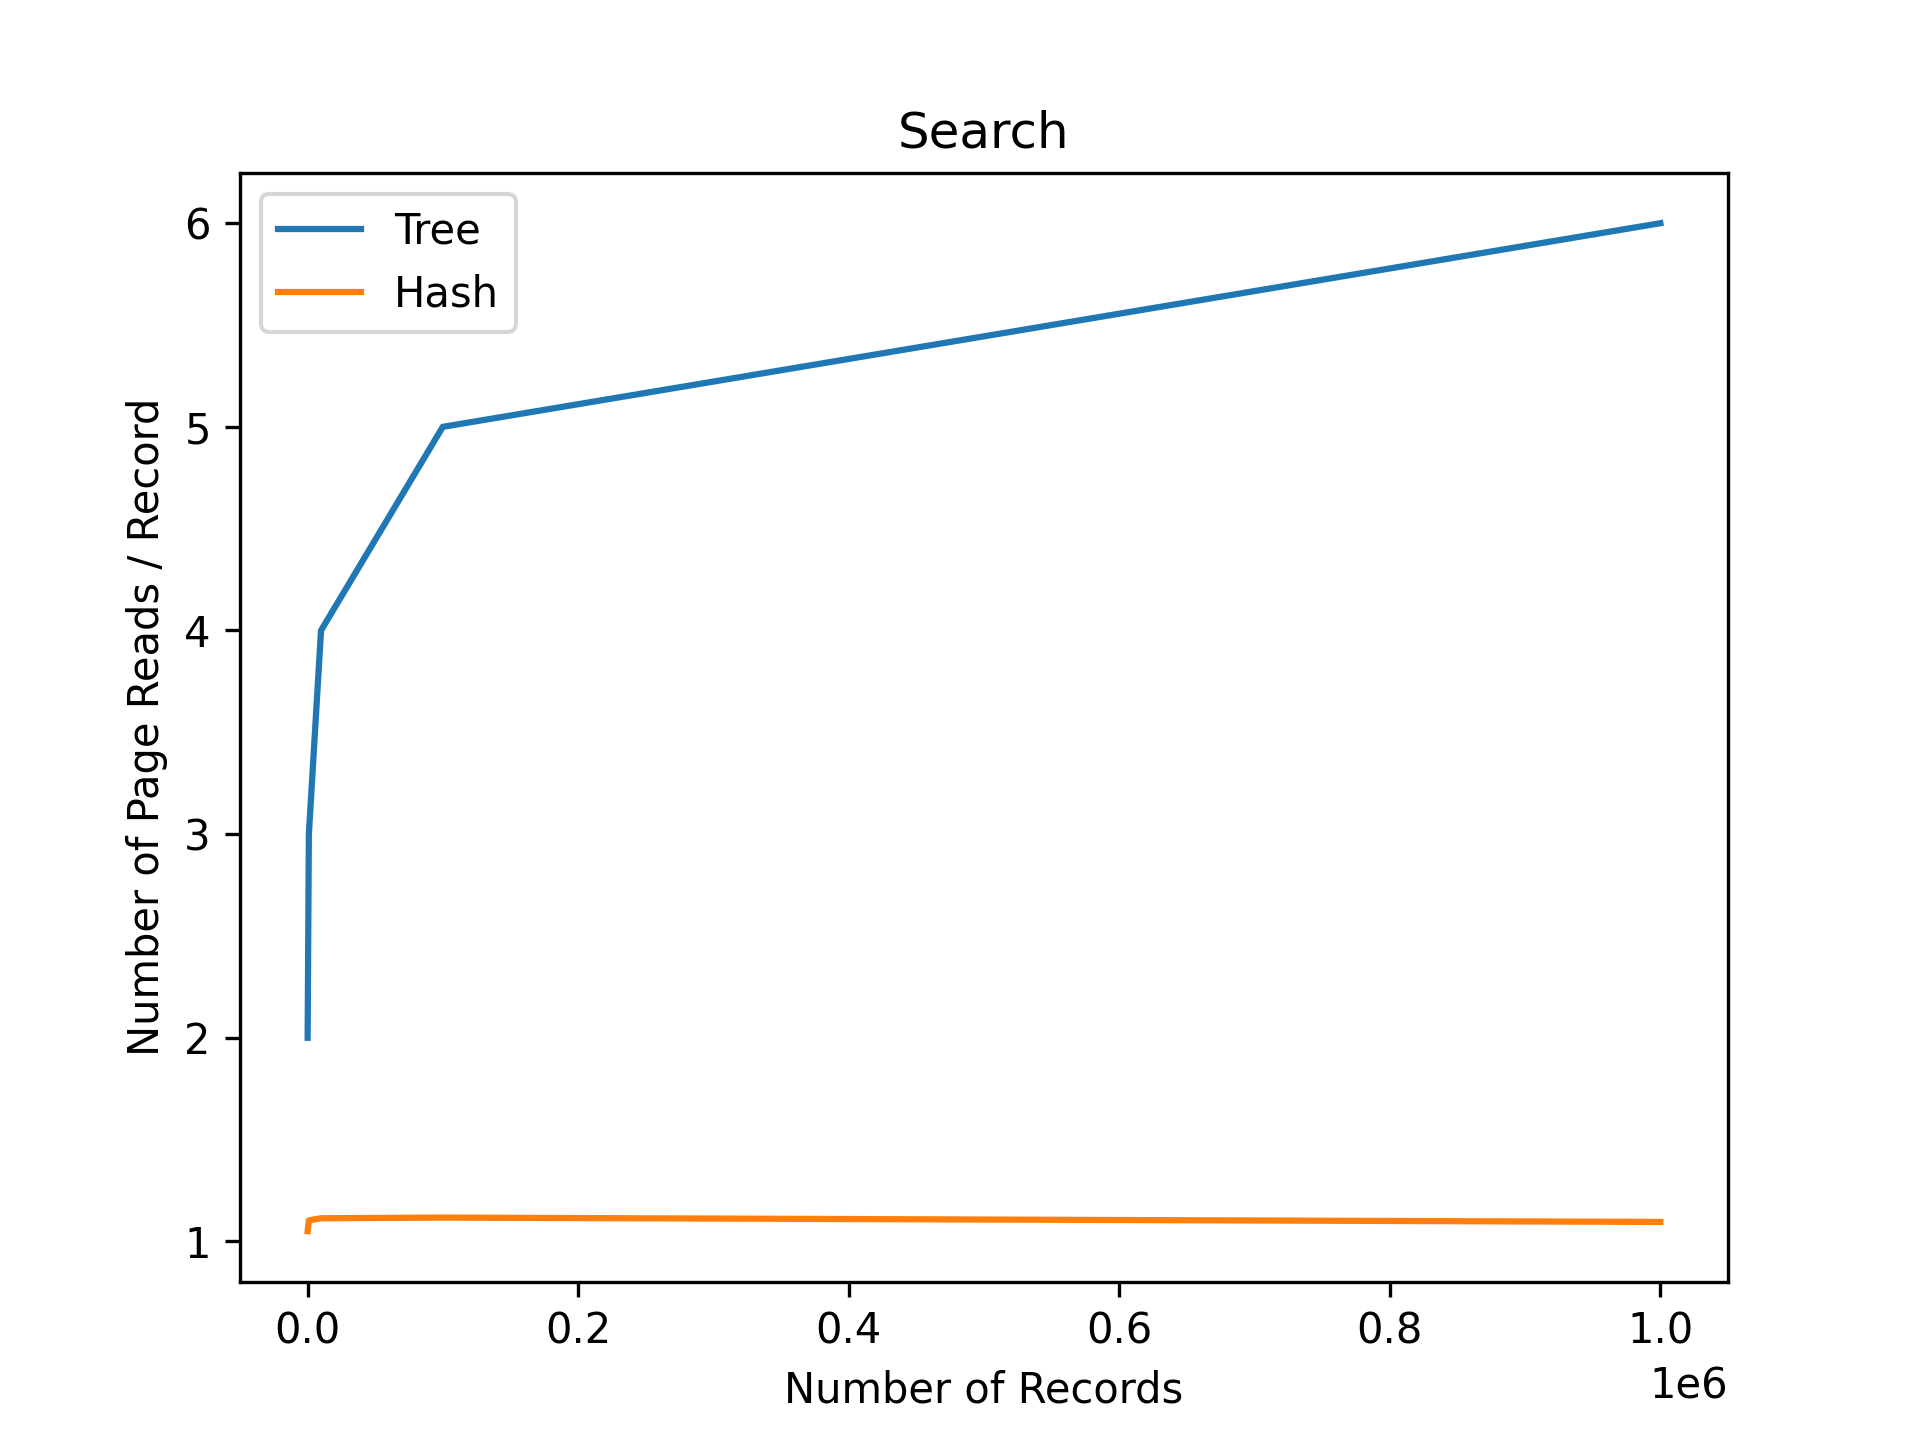 Search
Tree
Hash
6
5
4
3
2
1
Number of Page Reads / Record
0.0 0.2 0.4 0.6 0.8 1.0
1e6
Number of Records